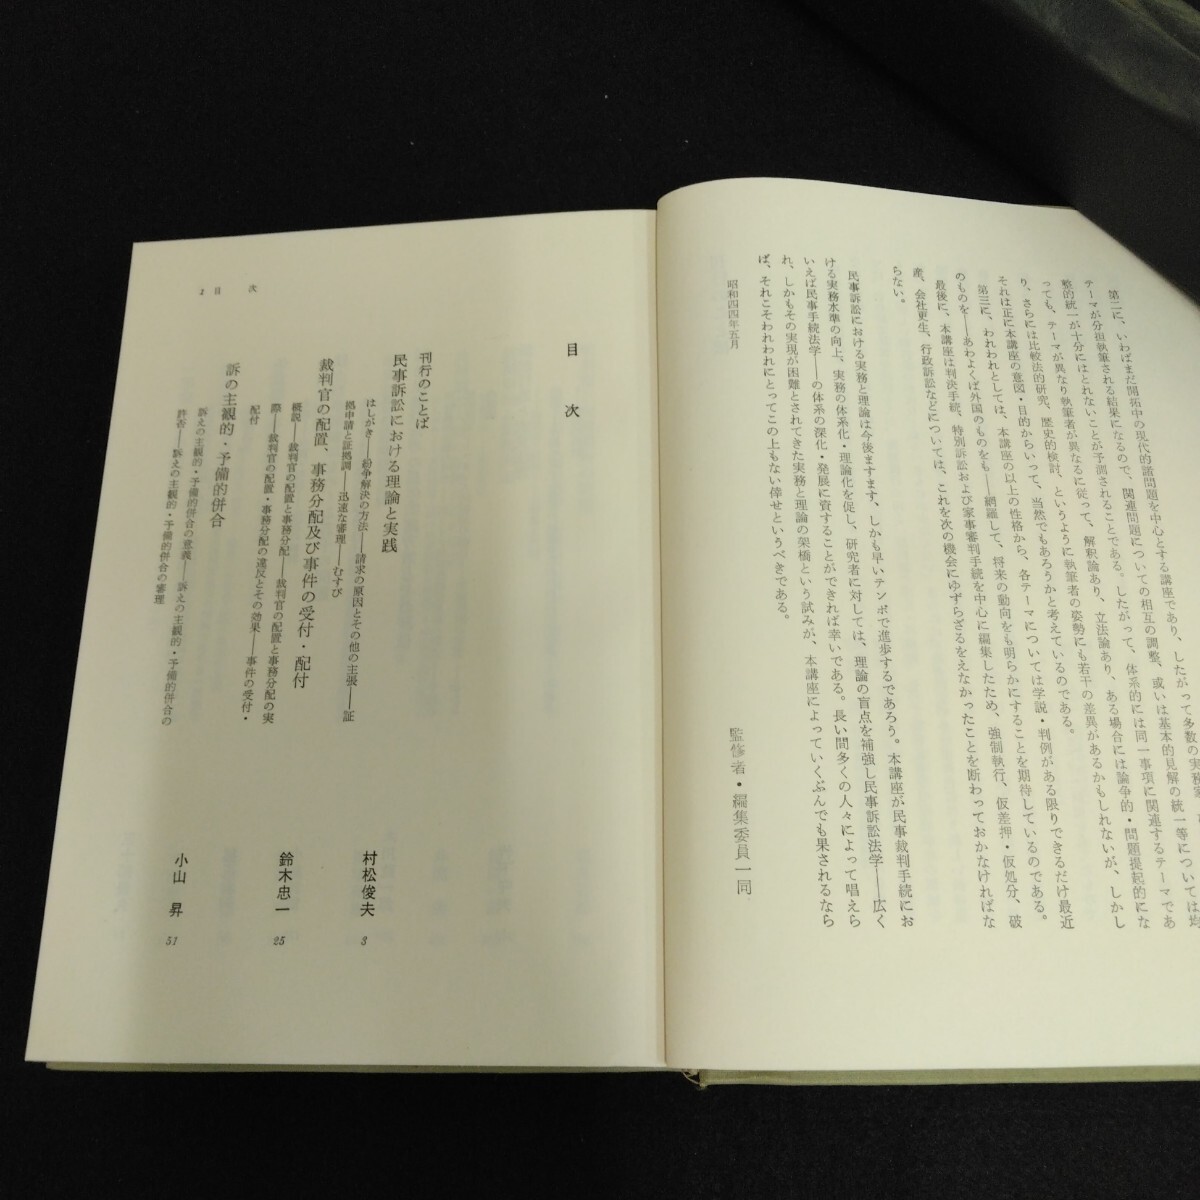 第二に、いわばまだ開拓中の現代的諸問題を中心とする講座であり、したがって多数の実務家
テーマが分担執筆される結果になるので、関連問題についての相互の調整、或いは基本的見解の統一等については均
整的統一が十分にはとれないことが予測されることである。したがって、体系的には同一事項に関連するテーマであ
っても、テーマが異なり執筆者が異なるに従って、解釈論あり、立法論あり、ある場合には論争的・問題提起的にな
り、さらには比較法的研究、歴史的検討、というように執筆者の姿勢にも若干の差異があるかもしれないが、しかし
それは正に本講座の意図・目的からいって、当然でもあろうかと考えているのである。
第三に、われわれとしては、本講座の以上の性格から、各テーマについては学説・判例がある限りできるだけ最近
のものを――あわよくば外国のものをも――網羅して、将来の動向をも明らかにすることを期待しているのである。
最後に、本講座は判決手続、特別訴訟および家事審判手続を中心に編集したため、強制執行、仮差押・仮処分、破
産、会社更生、行政訴訟などについては、これを次の機会にゆずらざるをえなかったことを断わっておかなければな
らない。
民事訴訟における実務と理論は今後ますます、しかも早いテンポで進歩するであろう。本講座が民事裁判手続にお
ける実務水準の向上、実務の体系化・理論化を促し、研究者に対しては、理論の盲点を補強し民事訴訟法学――広く
いえば民事手続法学――の体系の深化・発展に資することができれば幸いである。長い間多くの人々によって唱えら
れ、しかもその実現が困難とされてきた実務と理論の架橋という試みが、本講座によっていくぶんでも果されるなら
ば、それこそわれわれにとってこの上もない倖せというべきである。
昭和四四年五月
監修者・編集委員一同
目 次
刊行のことば
民事訴訟における理論と実践 村松俊夫 3
はしがき――紛争解決の方法――請求の原因とその他の主張――証
拠申請と証拠調――迅速な審理――むすび
裁判官の配置、事務分配及び事件の受付・配付 鈴木忠一 25
概説――裁判官の配置と事務分配――裁判官の配置と事務分配の実
際――裁判官の配置・事務分配の違反とその効果――事件の受付・
配付
訴の主観的・予備的併合 小山 昇 51
訴えの主観的・予備的併合の意義――訴えの主観的・予備的併合の
許否――訴えの主観的・予備的併合の審理
2 目 次